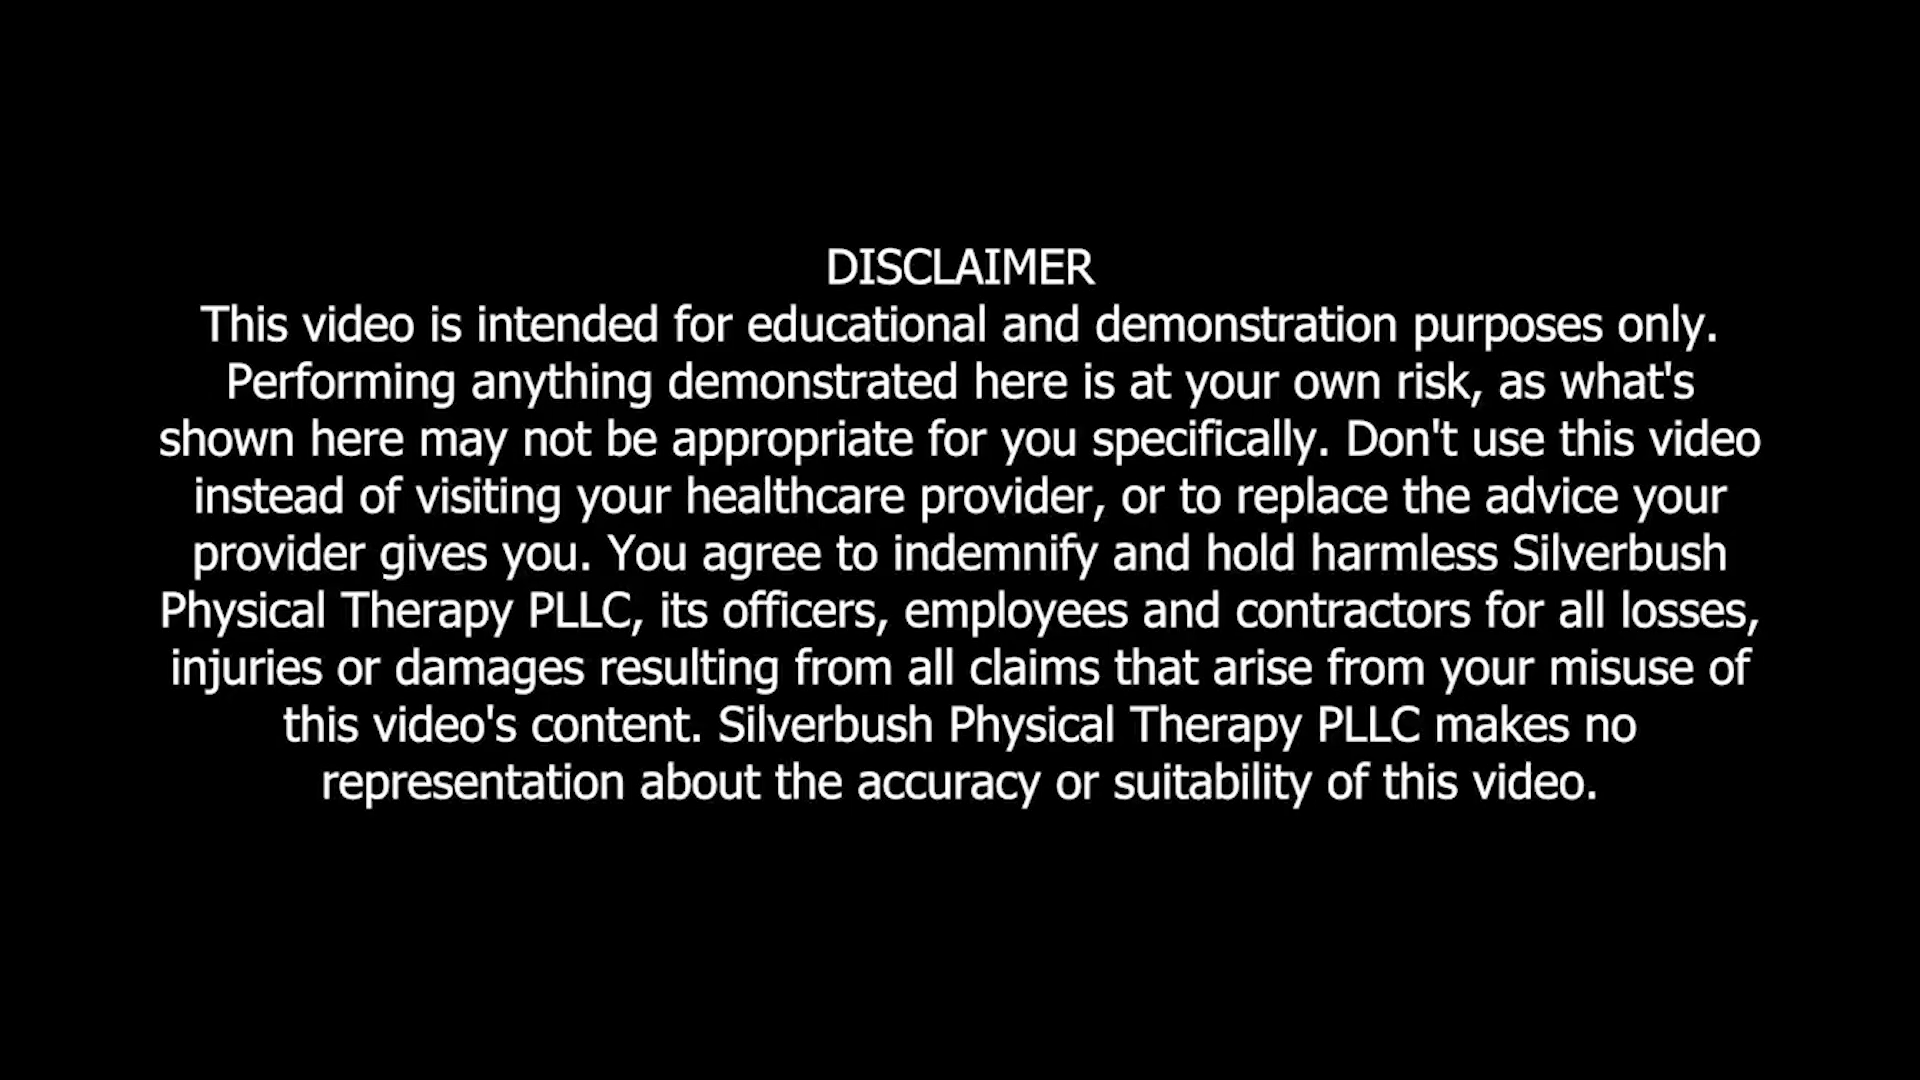 DISCLAIMER
This video is intended for educational and demonstration purposes only.
Performing anything demonstrated here is at your own risk, as what's
shown here may not be appropriate for you specifically. Don't use this video
instead of visiting your healthcare provider, or to replace the advice your
provider gives you. You agree to indemnify and hold harmless Silverbush
Physical Therapy PLLC, its officers, employees and contractors for all losses,
injuries or damages resulting from all claims that arise from your misuse of
this video's content. Silverbush Physical Therapy PLLC makes no
representation about the accuracy or suitability of this video.